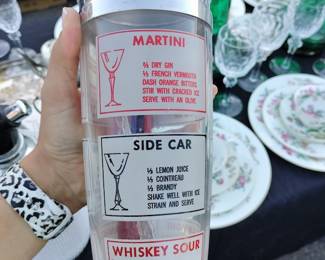 MARTINI
⅔ DRY GIN
⅓ FRENCH VERMOUTH
DASH ORANGE BITTERS
STIR WITH CRACKED ICE
SERVE WITH AN OLIVE
SIDE CAR
⅓ LEMON JUICE
⅓ COINTREAU
⅓ BRANDY
SHAKE WELL WITH ICE
STRAIN AND SERVE
WHISKEY SOUR